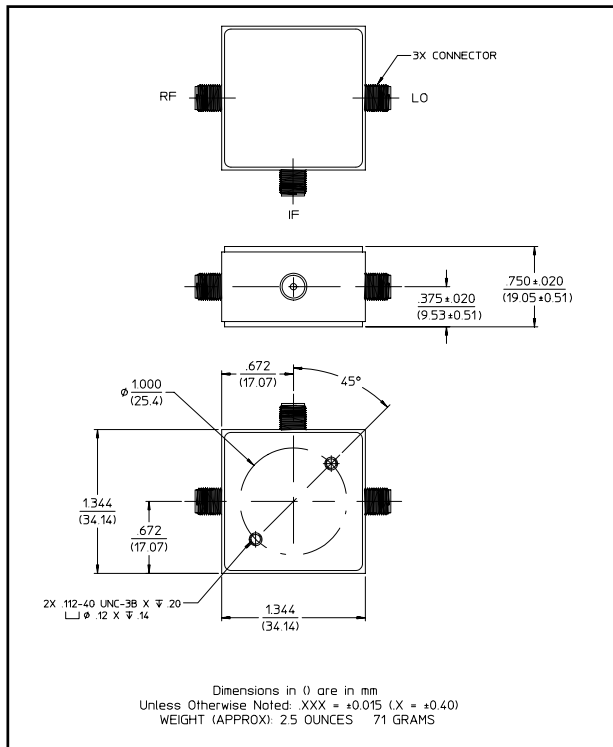 3X CONNECTOR
RF
LO
IF
.375±.020
(9.53±0.51)
.750±.020
(19.05±0.51)
.672
(17.07)
45°
ø 1.000
(25.4)
1.344
(34.14)
.672
(17.07)
2X .112-40 UNC-3B X ↧ .20
⌴ ø .12 X ↧ .14
1.344
(34.14)
Dimensions in () are in mm
Unless Otherwise Noted: .XXX = ±0.015 (.X = ±0.40)
WEIGHT (APPROX): 2.5 OUNCES 71 GRAMS